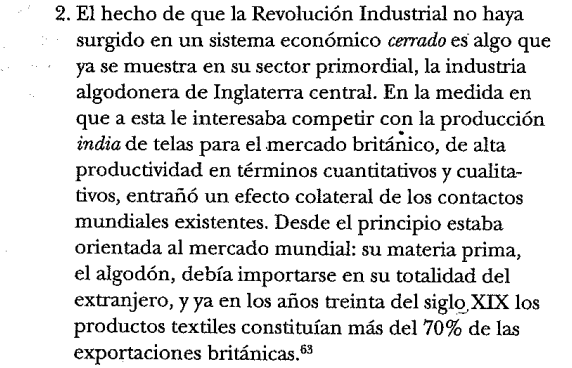 2. El hecho de que la Revolución Industrial no haya
surgido en un sistema económico cerrado es algo que
ya se muestra en su sector primordial, la industria
algodonera de Inglaterra central. En la medida en
que a esta le interesaba competir con la producción
india de telas para el mercado británico, de alta
productividad en términos cuantitativos y cualita-
tivos, entrañó un efecto colateral de los contactos
mundiales existentes. Desde el principio estaba
orientada al mercado mundial: su materia prima,
el algodón, debía importarse en su totalidad del
extranjero, y ya en los años treinta del siglo XIX los
productos textiles constituían más del 70% de las
exportaciones británicas.⁶³